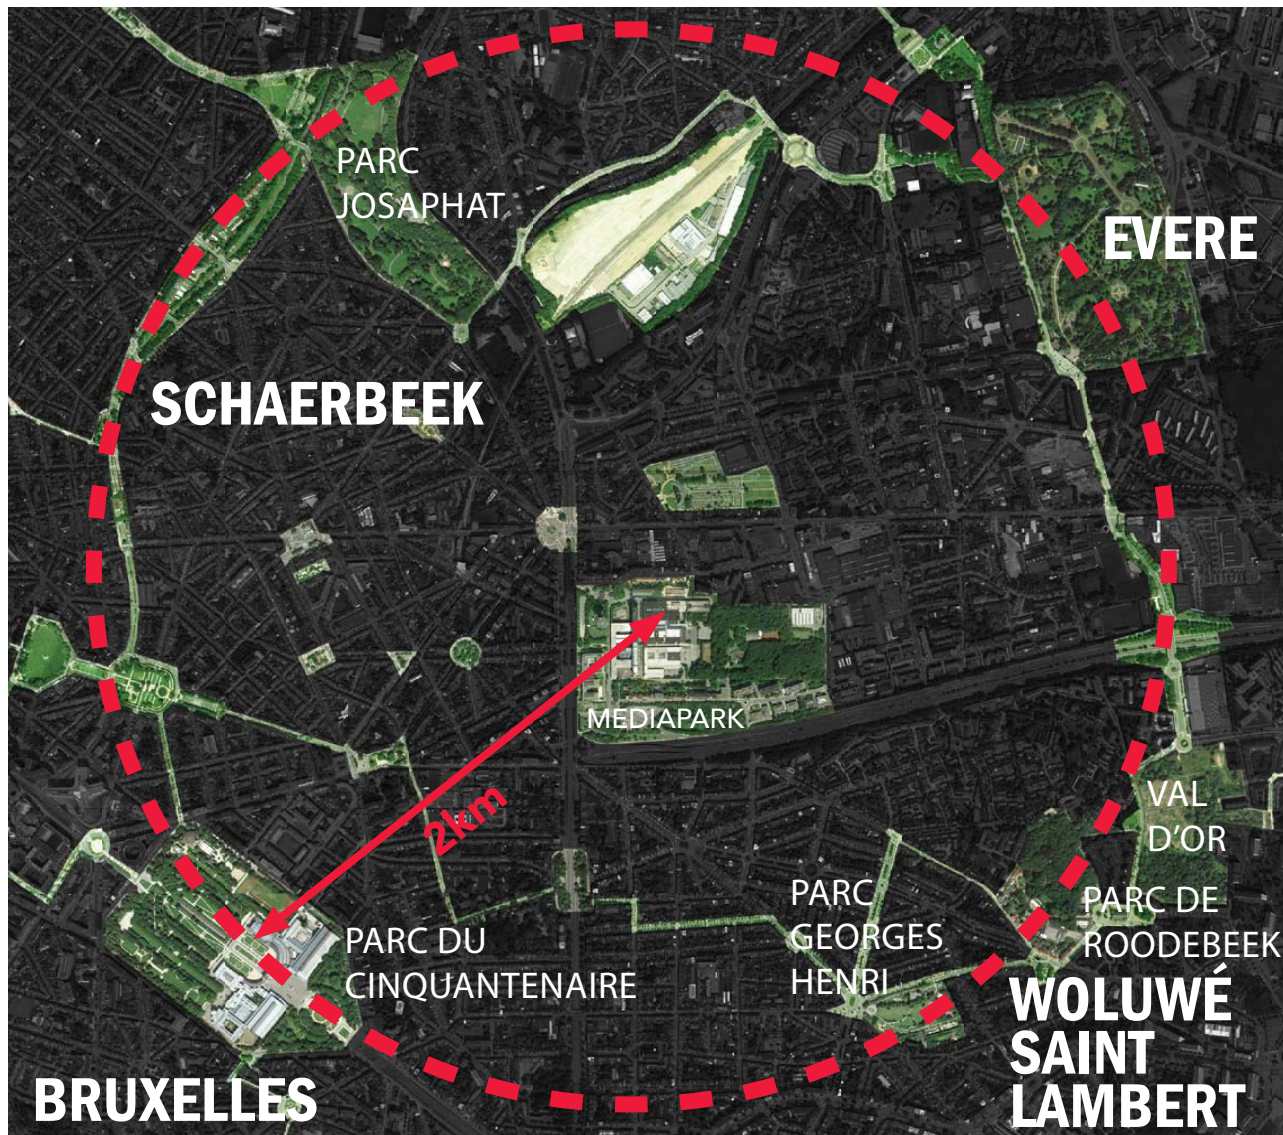 PARC
JOSAPHAT
EVERE
SCHAERBEEK
MEDIAPARK
2km
VAL
D'OR
PARC
GEORGES
HENRI
PARC DE
ROODEBEEK
PARC DU
CINQUANTENAIRE
WOLUWÉ
SAINT
LAMBERT
BRUXELLES